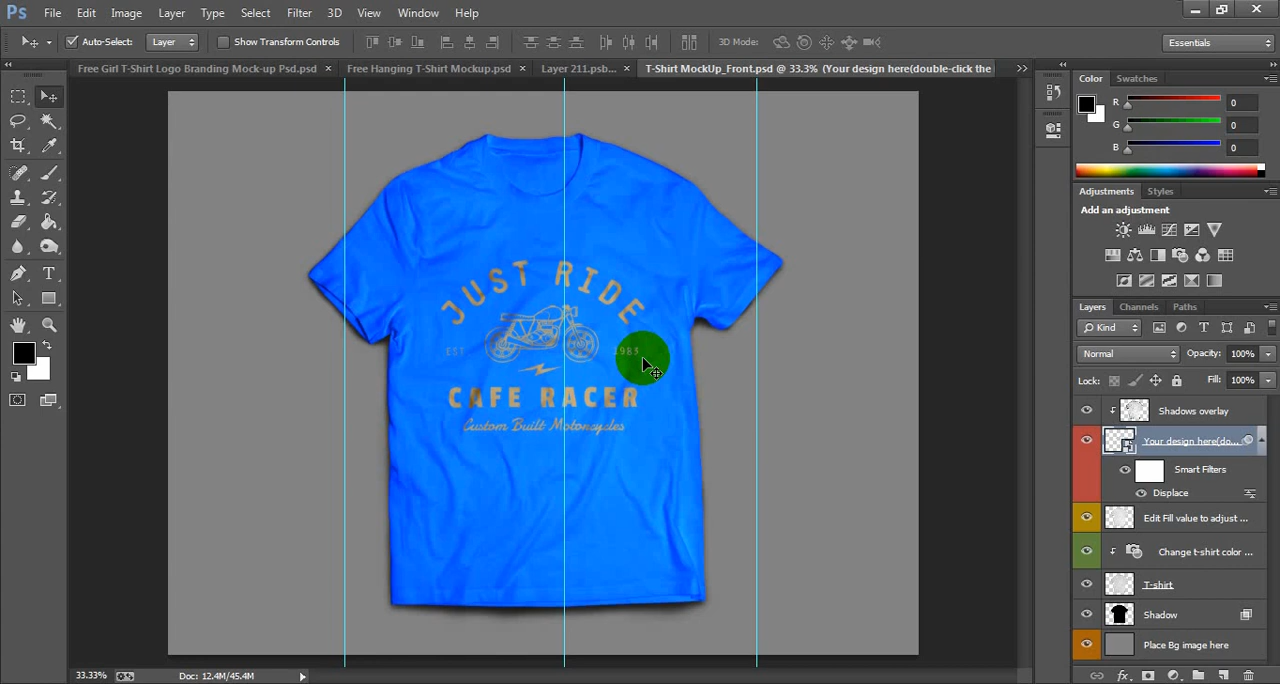 Ps File Edit Image Layer Type Select Filter 3D View Window Help
Auto-Select: Layer Show Transform Controls 3D Mode: Essentials
Free Girl T-Shirt Logo Branding Mock-up Psd.psd × Free Hanging T-Shirt Mockup.psd × Layer 211.psb... × T-Shirt MockUp_Front.psd @ 33.3% (Your design here(double-click the
Color Swatches
R 0
G 0
B 0
Adjustments Styles
Add an adjustment
Layers Channels Paths
Kind
Normal Opacity: 100%
Lock: Fill: 100%
Shadows overlay
Your design here(do...
Smart Filters
Displace
Edit Fill value to adjust ...
Change t-shirt color ...
T-shirt
Shadow
Place Bg image here
JUST RIDE
EST. 1983
CAFE RACER
Custom Built Motorcycles
33.33% Doc: 12.4M/45.4M